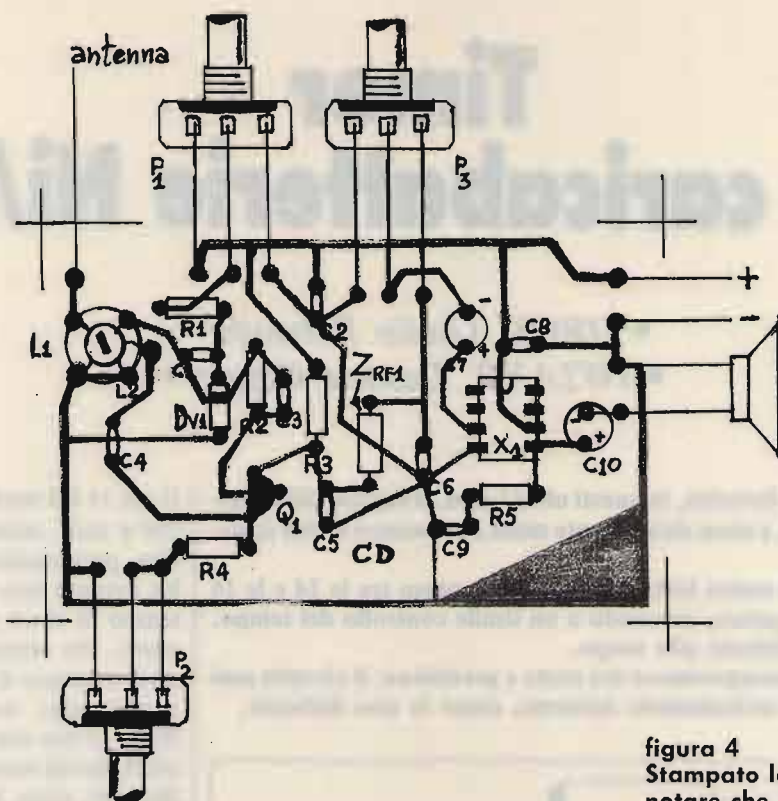 antenna
P1
P3
+
-
L1
R1
C2
-
+
C7
C8
L2
DV1
R2
C3
ZRF1
X1
-
+
C10
C4
R3
Q1
C6
R5
C5
C9
CD
R4
P2
figura 4
Stampato la
notare che